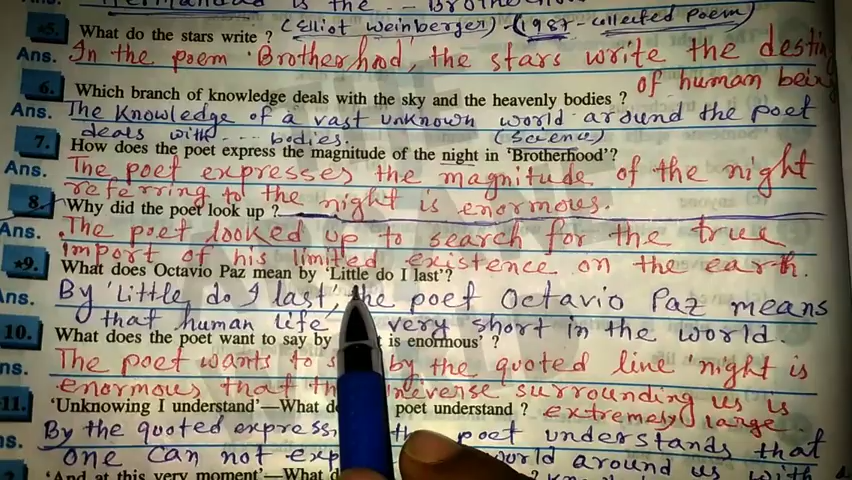 is the
*5. What do the stars write ? (Elliot Weinberger) - (1987 - collected Poem)
Ans. In the poem 'Brotherhood', the stars write the destin
of human being
6. Which branch of knowledge deals with the sky and the heavenly bodies ?
Ans. The Knowledge of a vast unknown world around the poet
deals with --- bodies. (Science)
7. How does the poet express the magnitude of the night in 'Brotherhood'?
Ans. The poet expresses the magnitude of the night
referring to the night is enormous.
8. Why did the poet look up ?
Ans. The poet looked up to search for the true
import of his limited existence on the earth.
*9. What does Octavio Paz mean by 'Little do I last'?
Ans. By 'Little do I last' the poet Octavio Paz means
that human life very short in the world.
10. What does the poet want to say by is enormous' ?
ns. The poet wants to s by the quoted line 'night is
enormous that th niverse surrounding us is
11. 'Unknowing I understand'—What do poet understand ? extremely large.
s. By the quoted express the poet understands that
one can not exp world around us with
'And at this very moment'—What d